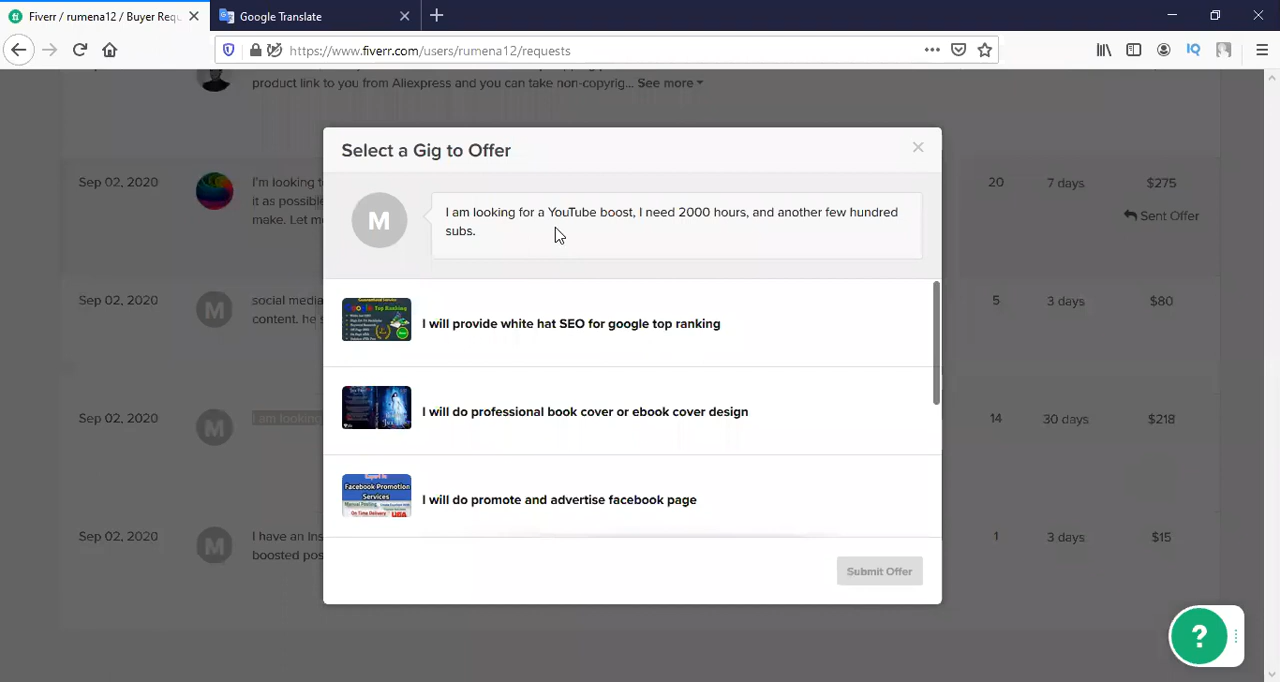 Fiverr / rumena12 / Buyer Requ
Google Translate
https://www.fiverr.com/users/rumena12/requests
IQ
product link to you from Aliexpress and you can take non-copyrig... See more
Select a Gig to Offer
M
I am looking for a YouTube boost, I need 2000 hours, and another few hundred
subs.
Sep 02, 2020
I'm looking t
it as possible
make. Let m
20
7 days
$275
Sent Offer
I will provide white hat SEO for google top ranking
Sep 02, 2020
M
social media
content. he s
5
3 days
$80
I will do professional book cover or ebook cover design
Sep 02, 2020
M
I am looking
14
30 days
$218
Facebook Promotion
Services
I will do promote and advertise facebook page
Sep 02, 2020
M
I have an Ins
boosted pos
1
3 days
$15
Submit Offer
?